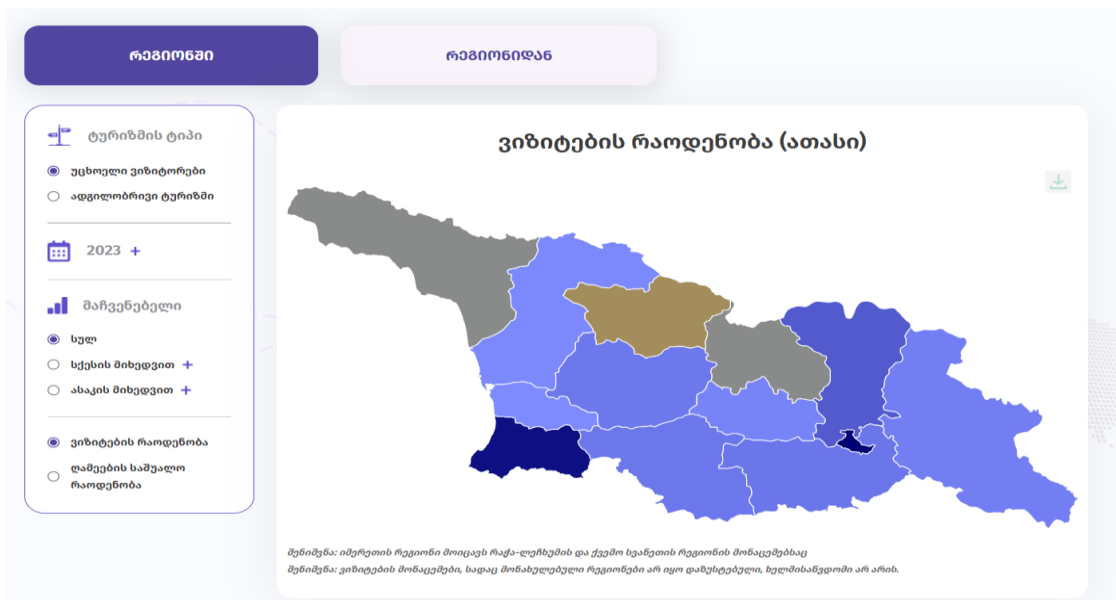 რეგიონში
რეგიონიდან
ტურიზმის ტიპი
უცხოელი ვიზიტორები
ადგილობრივი ტურიზმი
2023 +
მაჩვენებელი
სულ
სქესის მიხედვით +
ასაკის მიხედვით +
ვიზიტების რაოდენობა
ღამეების საშუალო
რაოდენობა
ვიზიტების რაოდენობა (ათასი)
შენიშვნა: იმერეთის რეგიონი მოიცავს რაჭა-ლეჩხუმის და ქვემო სვანეთის რეგიონის მონაცემებსაც
შენიშვნა: ვიზიტების მონაცემები, სადაც მონახულებული რეგიონები არ იყო დაზუსტებული, ხელმისაწვდომი არ არის.